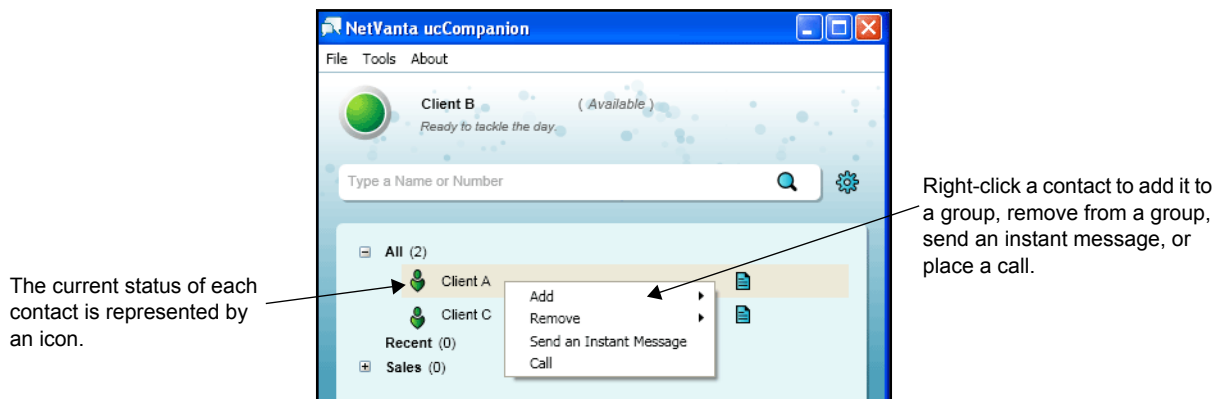 NetVanta ucCompanion
File Tools About
Client B ( Available )
Ready to tackle the day.
Type a Name or Number
All (2)
Client A
Client C
Recent (0)
Sales (0)
Add
Remove
Send an Instant Message
Call
The current status of each
contact is represented by
an icon.
Right-click a contact to add it to
a group, remove from a group,
send an instant message, or
place a call.